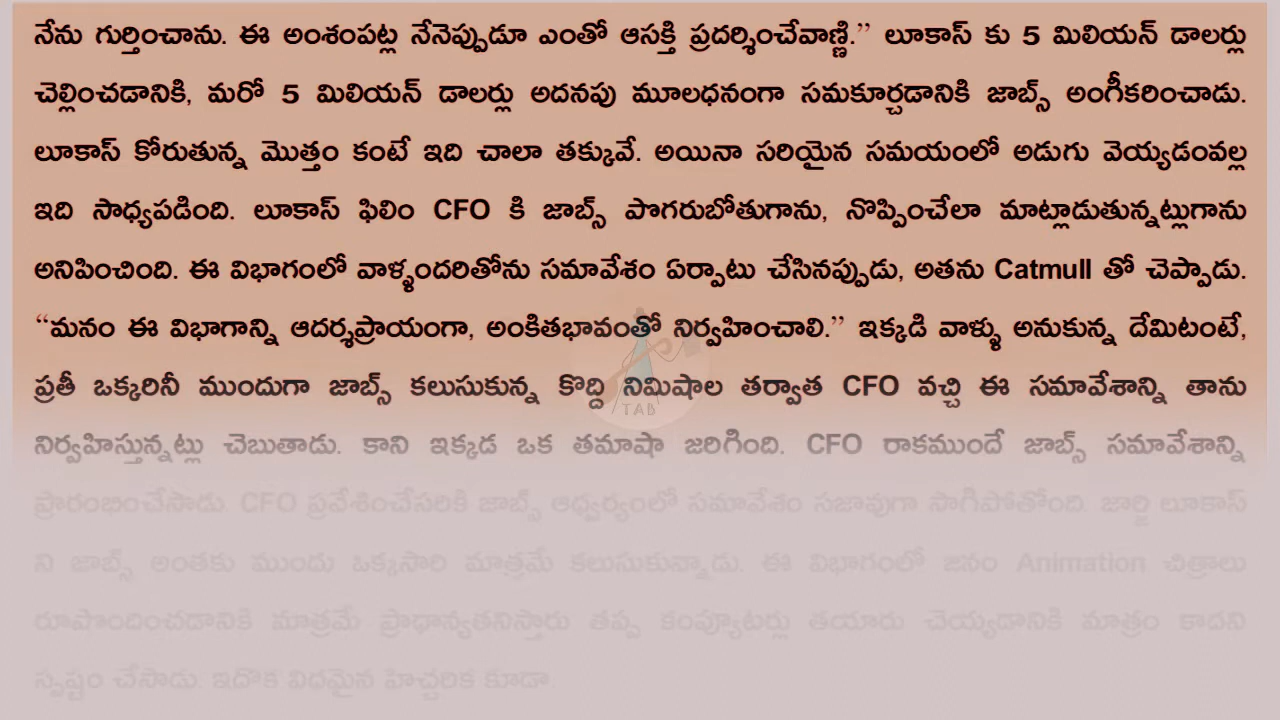 నేను గుర్తించాను. ఈ అంశంపట్ల నేనెప్పుడూ ఎంతో ఆసక్తి ప్రదర్శించేవాణ్ణి.” లూకాస్ కు 5 మిలియన్ డాలర్లు
చెల్లించడానికి, మరో 5 మిలియన్ డాలర్లు అదనపు మూలధనంగా సమకూర్చడానికి జాబ్స్ అంగీకరించాడు.
లూకాస్ కోరుతున్న మొత్తం కంటే ఇది చాలా తక్కువే. అయినా సరియైన సమయంలో అడుగు వెయ్యడంవల్ల
ఇది సాధ్యపడింది. లూకాస్ ఫిలిం CFO కి జాబ్స్ పొగరుబోతుగాను, నొప్పించేలా మాట్లాడుతున్నట్లుగాను
అనిపించింది. ఈ విభాగంలో వాళ్ళందరితోను సమావేశం ఏర్పాటు చేసినప్పుడు, అతను Catmull తో చెప్పాడు.
“మనం ఈ విభాగాన్ని ఆదర్శప్రాయంగా, అంకితభావంతో నిర్వహించాలి.” ఇక్కడి వాళ్ళు అనుకున్న దేమిటంటే,
ప్రతీ ఒక్కరినీ ముందుగా జాబ్స్ కలుసుకున్న కొద్ది నిమిషాల తర్వాత CFO వచ్చి ఈ సమావేశాన్ని తాను
నిర్వహిస్తున్నట్లు చెబుతాడు. కాని ఇక్కడ ఒక తమాషా జరిగింది. CFO రాకముందే జాబ్స్ సమావేశాన్ని
ప్రారంభించేసాడు. CFO ప్రవేశించేసరికి జాబ్స్ ఆధ్వర్యంలో సమావేశం సజావుగా సాగిపోతోంది. జార్జి లూకాస్
ని జాబ్స్ అంతకు ముందు ఒక్కసారి మాత్రమే కలుసుకున్నాడు. ఈ విభాగంలో జనం Animation చిత్రాలు
రూపొందించడానికే మాత్రమే ప్రాధాన్యతనిస్తారు తప్ప కంప్యూటర్లు తయారు చెయ్యడానికి మాత్రం కాదని
స్పష్టం చేసాడు. ఇదొక విధమైన హెచ్చరిక కూడా.
TAB